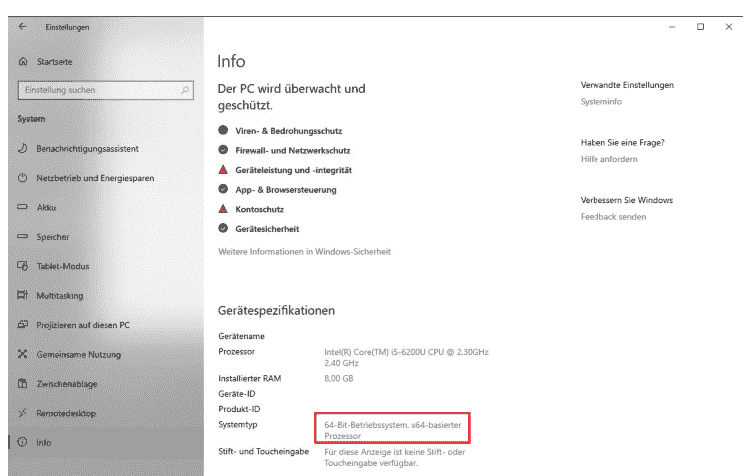 Einstellungen
Startseite
Einstellung suchen
System
Benachrichtigungsassistent
Netzbetrieb und Energiesparen
Akku
Speicher
Tablet-Modus
Multitasking
Projizieren auf diesen PC
Gemeinsame Nutzung
Zwischenablage
Remotedesktop
Info
Info
Der PC wird überwacht und
geschützt.
Viren- & Bedrohungsschutz
Firewall- und Netzwerkschutz
Geräteleistung und -integrität
App- & Browsersteuerung
Kontoschutz
Gerätesicherheit
Weitere Informationen in Windows-Sicherheit
Gerätespezifikationen
Gerätename
Prozessor Intel(R) Core(TM) i5-6200U CPU @ 2.30GHz
2.40 GHz
Installierter RAM 8,00 GB
Geräte-ID
Produkt-ID
Systemtyp 64-Bit-Betriebssystem, x64-basierter
Prozessor
Stift- und Toucheingabe Für diese Anzeige ist keine Stift- oder
Toucheingabe verfügbar.
Verwandte Einstellungen
Systeminfo
Haben Sie eine Frage?
Hilfe anfordern
Verbessern Sie Windows
Feedback senden